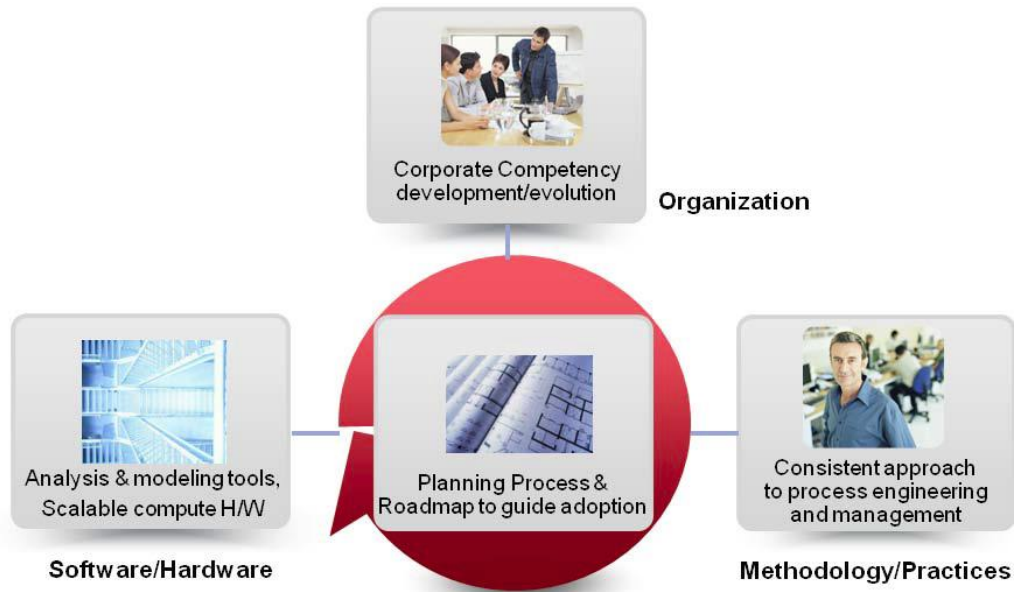 Corporate Competency
development/evolution
Organization
Analysis & modeling tools,
Scalable compute H/W
Software/Hardware
Planning Process &
Roadmap to guide adoption
Consistent approach
to process engineering
and management
Methodology/Practices